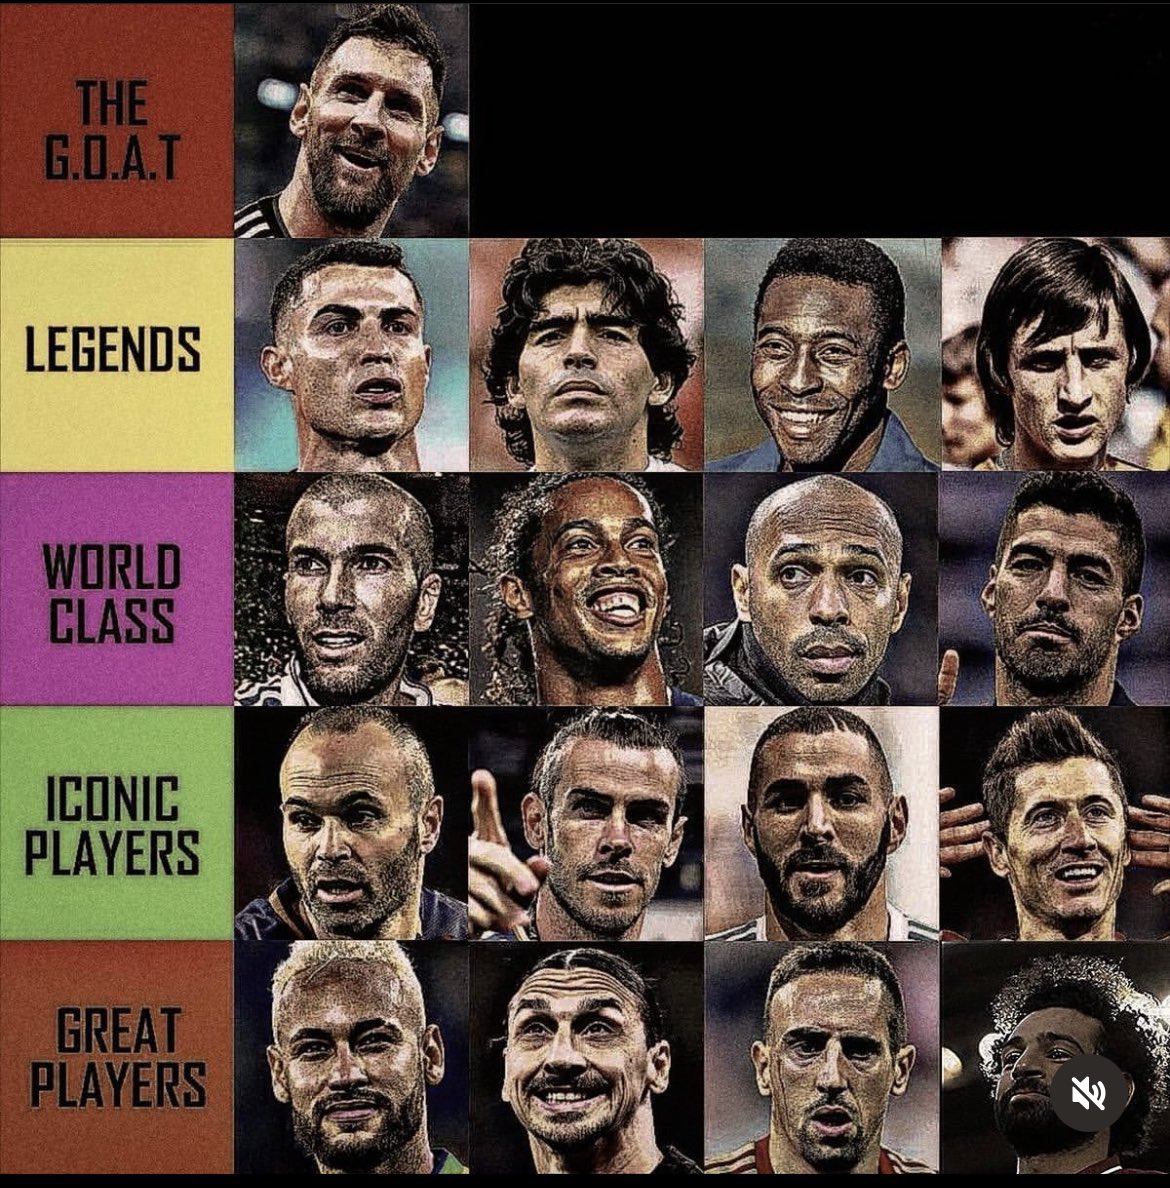 THE
G.O.A.T
LEGENDS
WORLD
CLASS
ICONIC
PLAYERS
GREAT
PLAYERS